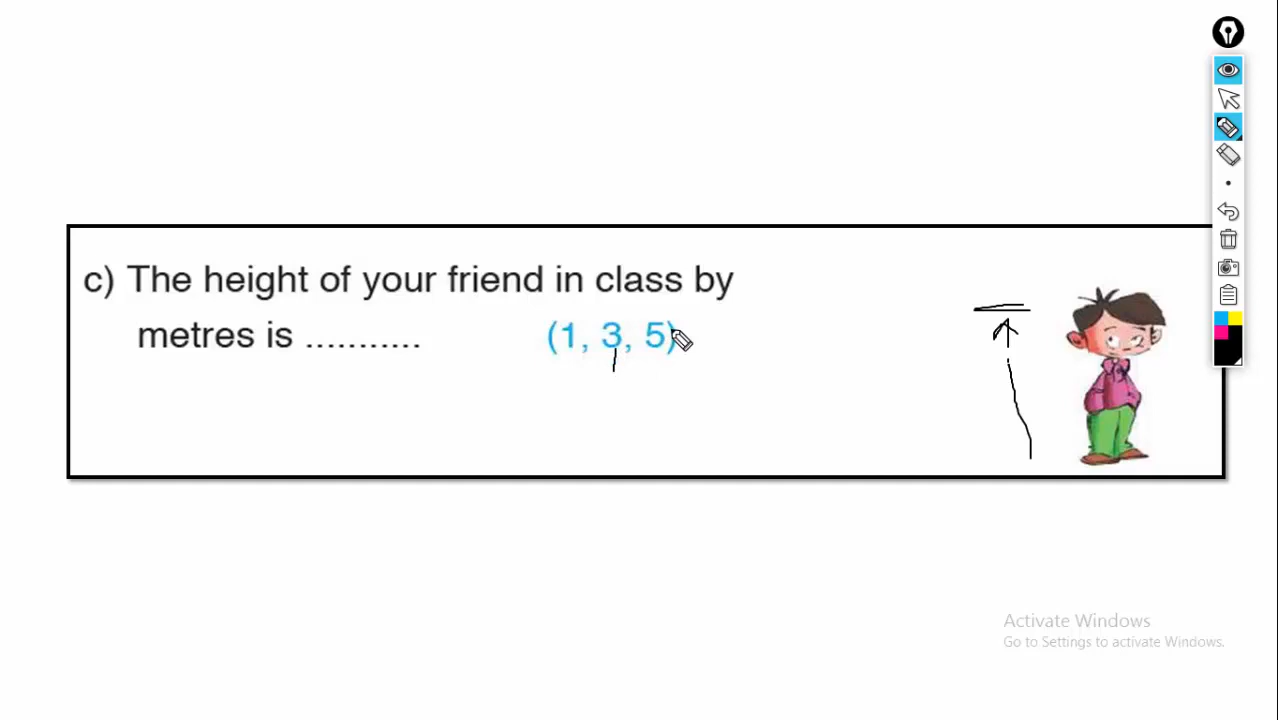 c) The height of your friend in class by
metres is ........... (1, 3, 5)
Activate Windows
Go to Settings to activate Windows.